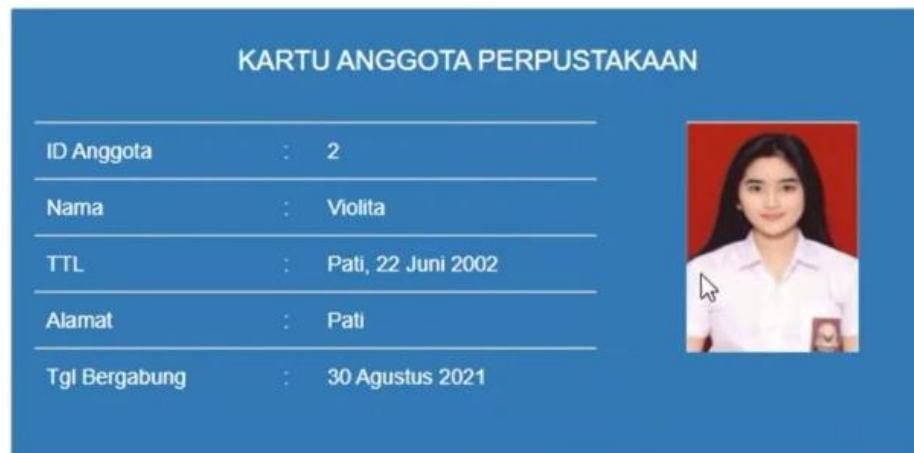 KARTU ANGGOTA PERPUSTAKAAN
ID Anggota : 2
Nama : Violita
TTL : Pati, 22 Juni 2002
Alamat : Pati
Tgl Bergabung : 30 Agustus 2021